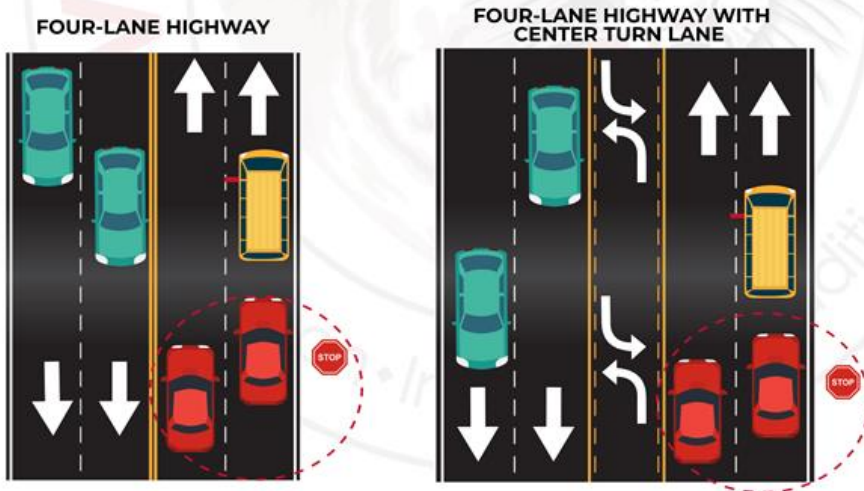 FOUR-LANE HIGHWAY
STOP
FOUR-LANE HIGHWAY WITH
CENTER TURN LANE
STOP